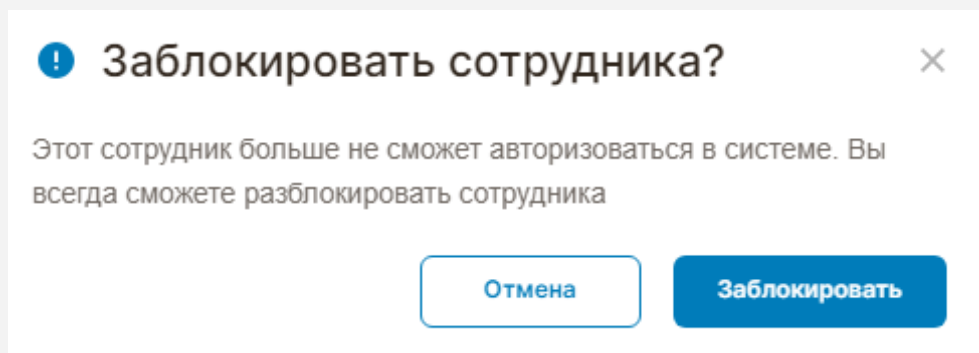 Заблокировать сотрудника?
Этот сотрудник больше не сможет авторизоваться в системе. Вы
всегда сможете разблокировать сотрудника
Отмена
Заблокировать